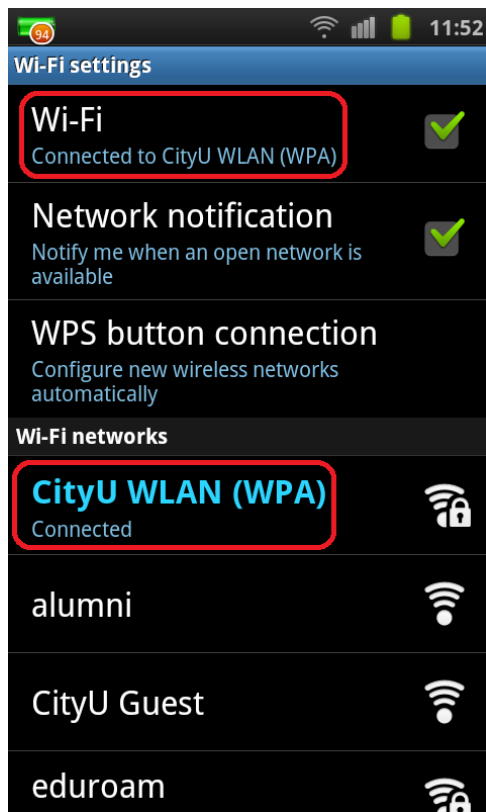 94 11:52
Wi-Fi settings
Wi-Fi
Connected to CityU WLAN (WPA)
Network notification
Notify me when an open network is
available
WPS button connection
Configure new wireless networks
automatically
Wi-Fi networks
CityU WLAN (WPA)
Connected
alumni
CityU Guest
eduroam